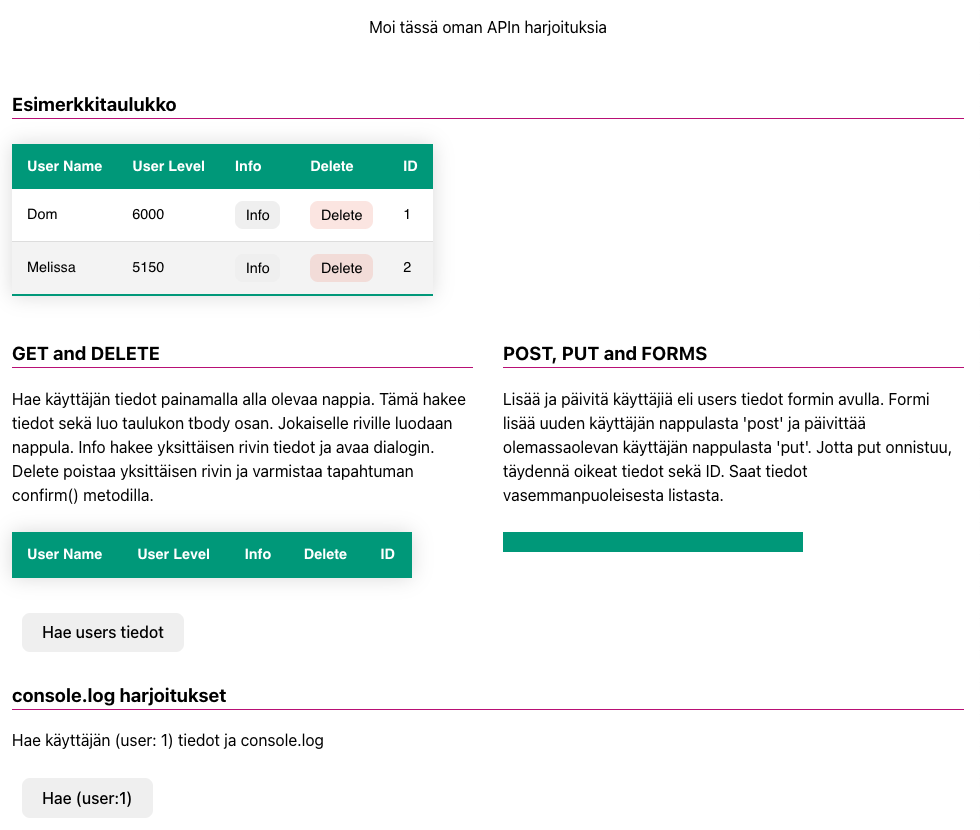 Moi tässä oman APIn harjoituksia
Esimerkkitaulukko
User Name User Level Info Delete ID
Dom 6000 Info Delete 1
Melissa 5150 Info Delete 2
GET and DELETE
Hae käyttäjän tiedot painamalla alla olevaa nappia. Tämä hakee
tiedot sekä luo taulukon tbody osan. Jokaiselle riville luodaan
nappula. Info hakee yksittäisen rivin tiedot ja avaa dialogin.
Delete poistaa yksittäisen rivin ja varmistaa tapahtuman
confirm() metodilla.
User Name User Level Info Delete ID
Hae users tiedot
POST, PUT and FORMS
Lisää ja päivitä käyttäjiä eli users tiedot formin avulla. Formi
lisää uuden käyttäjän nappulasta 'post' ja päivittää
olemassaolevan käyttäjän nappulasta 'put'. Jotta put onnistuu,
täydennä oikeat tiedot sekä ID. Saat tiedot
vasemmanpuoleisesta listasta.
console.log harjoitukset
Hae käyttäjän (user: 1) tiedot ja console.log
Hae (user:1)